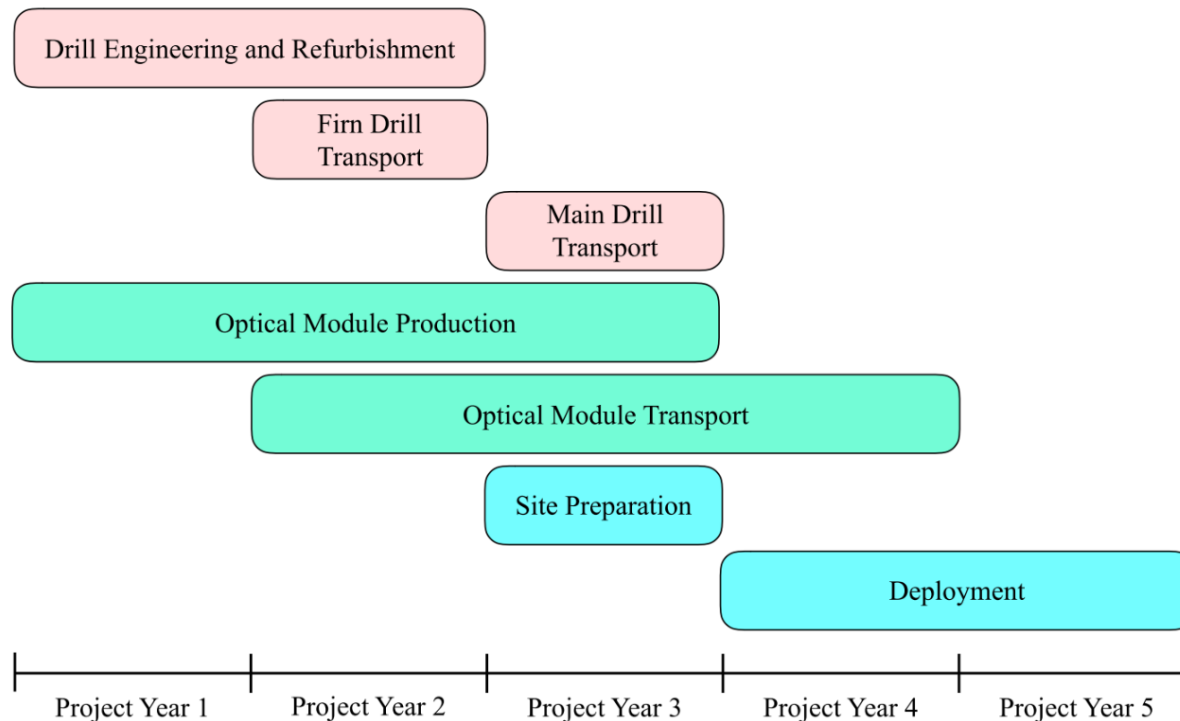 Drill Engineering and Refurbishment
Firn Drill
Transport
Main Drill
Transport
Optical Module Production
Optical Module Transport
Site Preparation
Deployment
Project Year 1
Project Year 2
Project Year 3
Project Year 4
Project Year 5